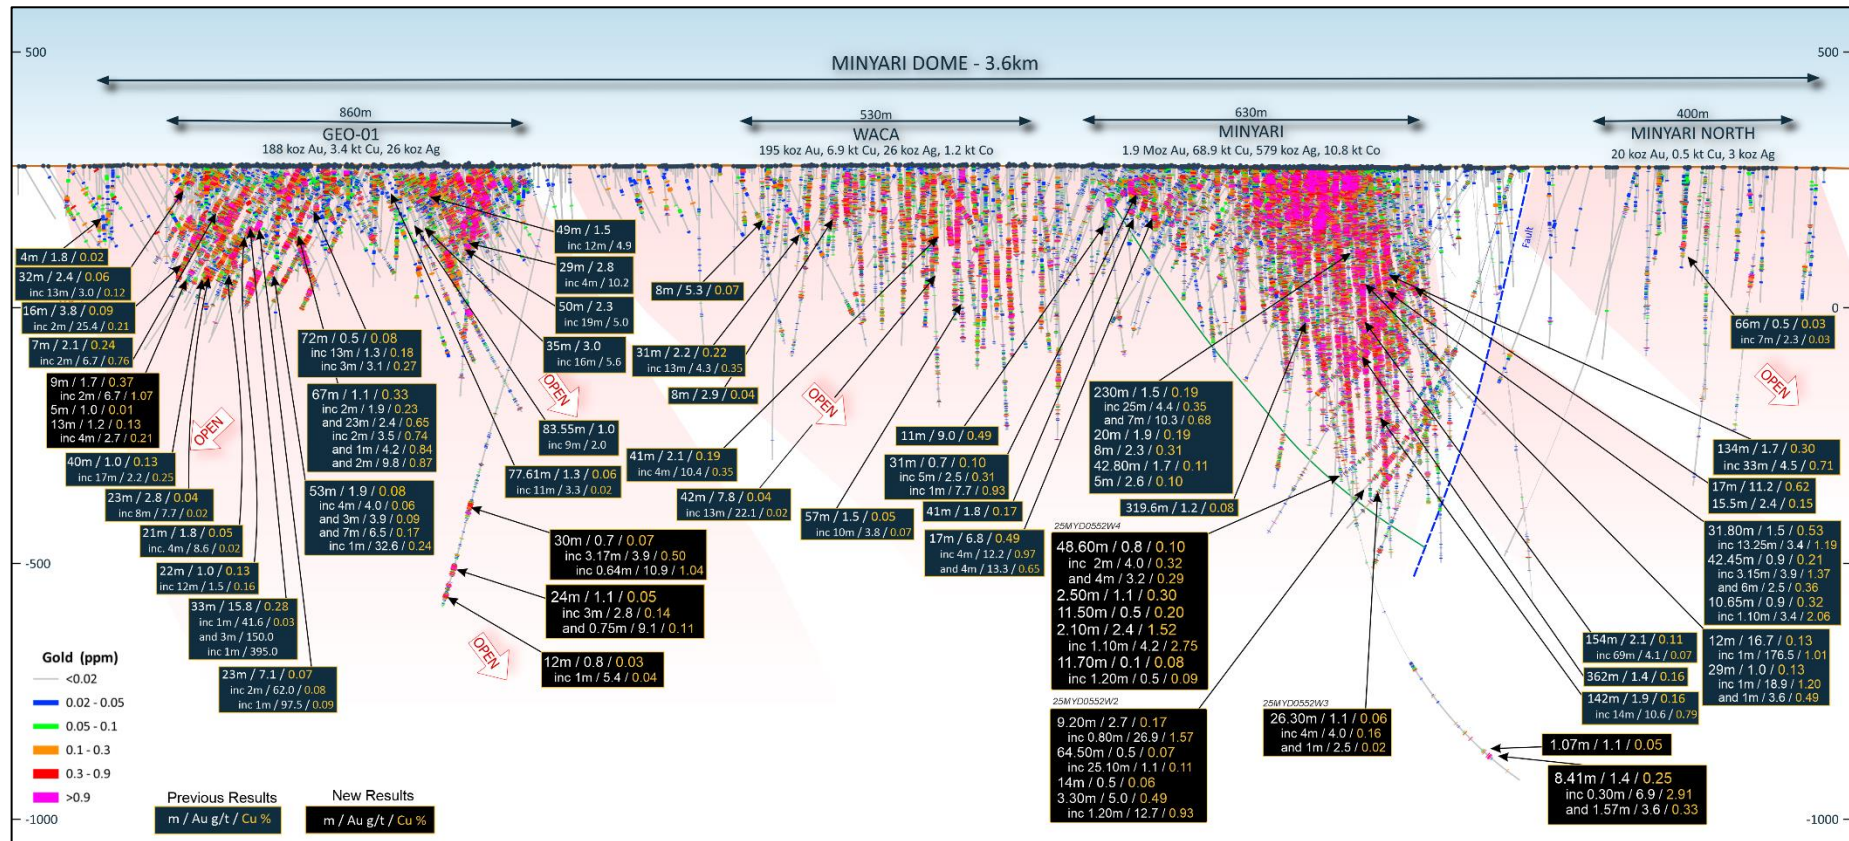 500
500
MINYARI DOME - 3.6km
860m
GEO-01
188 koz Au, 3.4 kt Cu, 26 koz Ag
530m
WACA
195 koz Au, 6.9 kt Cu, 26 koz Ag, 1.2 kt Co
630m
MINYARI
1.9 Moz Au, 68.9 kt Cu, 579 koz Ag, 10.8 kt Co
400m
MINYARI NORTH
20 koz Au, 0.5 kt Cu, 3 koz Ag
Fault
0
0
-500
-500
-1000
-1000
4m / 1.8 / 0.02
32m / 2.4 / 0.06
inc 13m / 3.0 / 0.12
16m / 3.8 / 0.09
inc 2m / 25.4 / 0.21
7m / 2.1 / 0.24
inc 2m / 6.7 / 0.76
9m / 1.7 / 0.37
inc 2m / 6.7 / 1.07
5m / 1.0 / 0.01
13m / 1.2 / 0.13
inc 4m / 2.7 / 0.21
40m / 1.0 / 0.13
inc 17m / 2.2 / 0.25
23m / 2.8 / 0.04
inc 8m / 7.7 / 0.02
21m / 1.8 / 0.05
inc. 4m / 8.6 / 0.02
22m / 1.0 / 0.13
inc 12m / 1.5 / 0.16
33m / 15.8 / 0.28
inc 1m / 41.6 / 0.03
and 3m / 150.0
inc 1m / 395.0
23m / 7.1 / 0.07
inc 2m / 62.0 / 0.08
inc 1m / 97.5 / 0.09
OPEN
72m / 0.5 / 0.08
inc 13m / 1.3 / 0.18
inc 3m / 3.1 / 0.27
67m / 1.1 / 0.33
inc 2m / 1.9 / 0.23
and 23m / 2.4 / 0.65
inc 2m / 3.5 / 0.74
and 1m / 4.2 / 0.84
and 2m / 9.8 / 0.87
53m / 1.9 / 0.08
inc 4m / 4.0 / 0.06
and 3m / 3.9 / 0.09
and 7m / 6.5 / 0.17
inc 1m / 32.6 / 0.24
49m / 1.5
inc 12m / 4.9
29m / 2.8
inc 4m / 10.2
50m / 2.3
inc 19m / 5.0
35m / 3.0
inc 16m / 5.6
OPEN
83.55m / 1.0
inc 9m / 2.0
77.61m / 1.3 / 0.06
inc 11m / 3.3 / 0.02
30m / 0.7 / 0.07
inc 3.17m / 3.9 / 0.50
inc 0.64m / 10.9 / 1.04
24m / 1.1 / 0.05
inc 3m / 2.8 / 0.14
and 0.75m / 9.1 / 0.11
12m / 0.8 / 0.03
inc 1m / 5.4 / 0.04
OPEN
8m / 5.3 / 0.07
31m / 2.2 / 0.22
inc 13m / 4.3 / 0.35
8m / 2.9 / 0.04
OPEN
41m / 2.1 / 0.19
inc 4m / 10.4 / 0.35
42m / 7.8 / 0.04
inc 13m / 22.1 / 0.02
57m / 1.5 / 0.05
inc 10m / 3.8 / 0.07
11m / 9.0 / 0.49
31m / 0.7 / 0.10
inc 5m / 2.5 / 0.31
inc 1m / 7.7 / 0.93
41m / 1.8 / 0.17
17m / 6.8 / 0.49
inc 4m / 12.2 / 0.97
and 4m / 13.3 / 0.65
230m / 1.5 / 0.19
inc 25m / 4.4 / 0.35
and 7m / 10.3 / 0.68
20m / 1.9 / 0.19
8m / 2.3 / 0.31
42.80m / 1.7 / 0.11
5m / 2.6 / 0.10
319.6m / 1.2 / 0.08
25MYD0552W4
48.60m / 0.8 / 0.10
inc 2m / 4.0 / 0.32
and 4m / 3.2 / 0.29
2.50m / 1.1 / 0.30
11.50m / 0.5 / 0.20
2.10m / 2.4 / 1.52
inc 1.10m / 4.2 / 2.75
11.70m / 0.1 / 0.08
inc 1.20m / 0.5 / 0.09
25MYD0552W2
9.20m / 2.7 / 0.17
inc 0.80m / 26.9 / 1.57
64.50m / 0.5 / 0.07
inc 25.10m / 1.1 / 0.11
14m / 0.5 / 0.06
3.30m / 5.0 / 0.49
inc 1.20m / 12.7 / 0.93
25MYD0552W3
26.30m / 1.1 / 0.06
inc 4m / 4.0 / 0.16
and 1m / 2.5 / 0.02
66m / 0.5 / 0.03
inc 7m / 2.3 / 0.03
OPEN
134m / 1.7 / 0.30
inc 33m / 4.5 / 0.71
17m / 11.2 / 0.62
15.5m / 2.4 / 0.15
31.80m / 1.5 / 0.53
inc 13.25m / 3.4 / 1.19
42.45m / 0.9 / 0.21
inc 3.15m / 3.9 / 1.37
and 6m / 2.5 / 0.36
10.65m / 0.9 / 0.32
inc 1.10m / 3.4 / 2.06
12m / 16.7 / 0.13
inc 1m / 176.5 / 1.01
29m / 1.0 / 0.13
inc 1m / 18.9 / 1.20
and 1m / 3.6 / 0.49
154m / 2.1 / 0.11
inc 69m / 4.1 / 0.07
362m / 1.4 / 0.16
142m / 1.9 / 0.16
inc 14m / 10.6 / 0.79
1.07m / 1.1 / 0.05
8.41m / 1.4 / 0.25
inc 0.30m / 6.9 / 2.91
and 1.57m / 3.6 / 0.33
Gold (ppm)
<0.02
0.02 - 0.05
0.05 - 0.1
0.1 - 0.3
0.3 - 0.9
>0.9
Previous Results
m / Au g/t / Cu %
New Results
m / Au g/t / Cu %